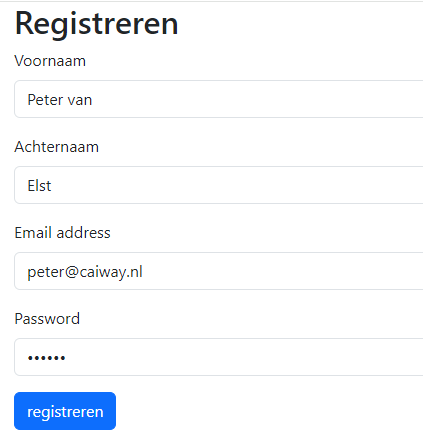 Registreren
Voornaam
Peter van
Achternaam
Elst
Email address
peter@caiway.nl
Password
••••••
registreren